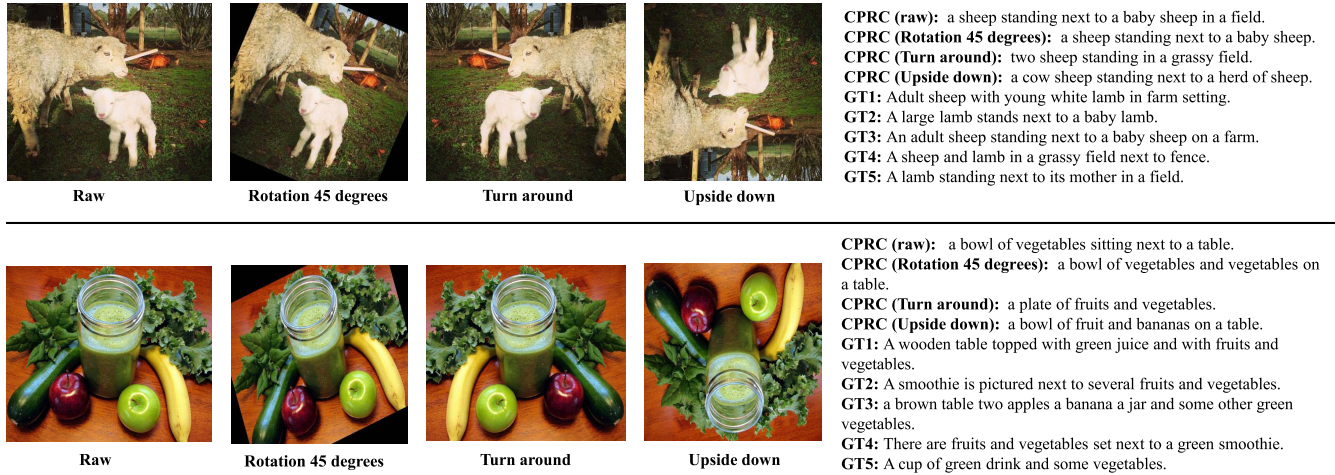 CPRC (raw): a sheep standing next to a baby sheep in a field.
CPRC (Rotation 45 degrees): a sheep standing next to a baby sheep.
CPRC (Turn around): two sheep standing in a grassy field.
CPRC (Upside down): a cow sheep standing next to a herd of sheep.
GT1: Adult sheep with young white lamb in farm setting.
GT2: A large lamb stands next to a baby lamb.
GT3: An adult sheep standing next to a baby sheep on a farm.
GT4: A sheep and lamb in a grassy field next to fence.
GT5: A lamb standing next to its mother in a field.
Raw
Rotation 45 degrees
Turn around
Upside down
CPRC (raw): a bowl of vegetables sitting next to a table.
CPRC (Rotation 45 degrees): a bowl of vegetables and vegetables on
a table.
CPRC (Turn around): a plate of fruits and vegetables.
CPRC (Upside down): a bowl of fruit and bananas on a table.
GT1: A wooden table topped with green juice and with fruits and
vegetables.
GT2: A smoothie is pictured next to several fruits and vegetables.
GT3: a brown table two apples a banana a jar and some other green
vegetables.
GT4: There are fruits and vegetables set next to a green smoothie.
GT5: A cup of green drink and some vegetables.
Raw
Rotation 45 degrees
Turn around
Upside down